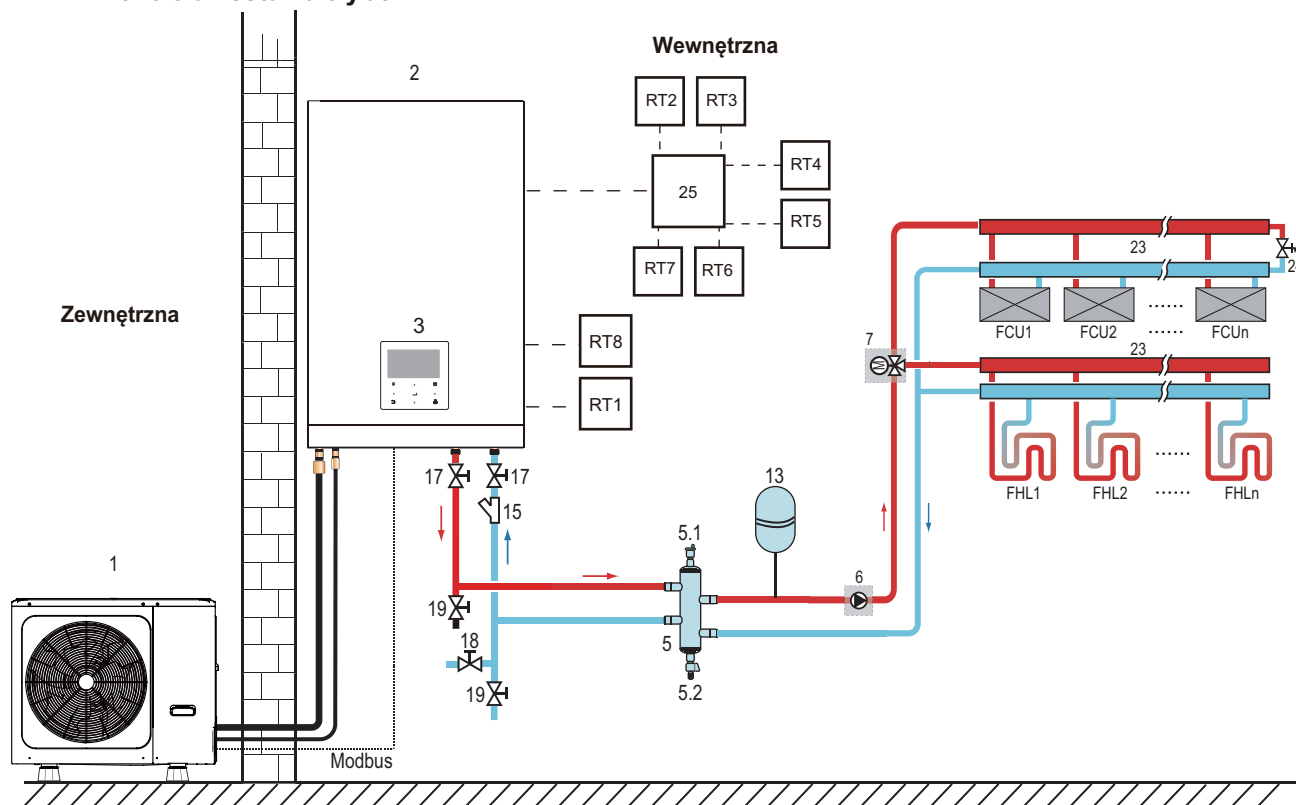 Wewnętrzna
2
RT2
RT3
RT4
25
RT5
RT7
RT6
23
Zewnętrzna
FCU1
FCU2
......
......
FCUn
3
RT8
7
23
RT1
17
17
13
FHL1
FHL2
......
......
FHLn
15
5.1
1
6
19
18
5
19
5.2
Modbus